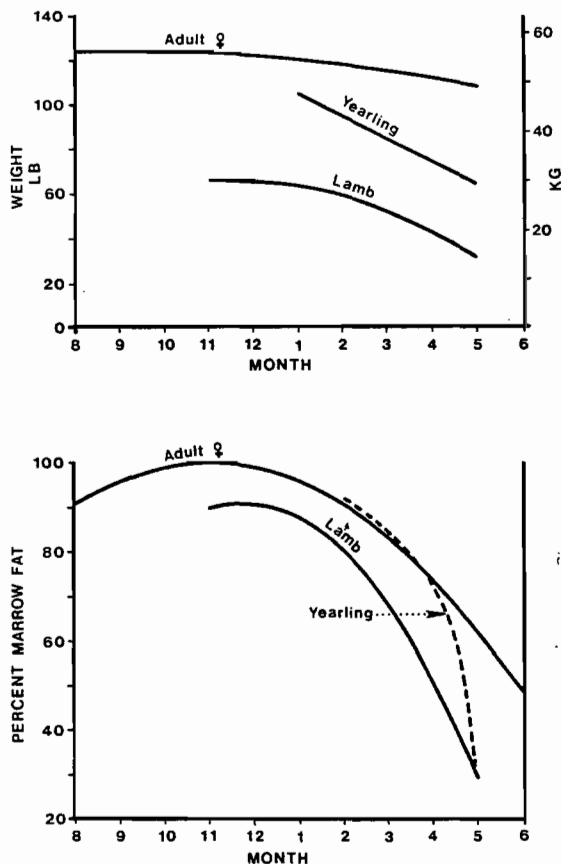 140
100
60
20
0
WEIGHT
LB
60
40
20
0
KG
Adult ♀
Yearling
Lamb
8 9 10 11 12 1 2 3 4 5 6
MONTH
100
80
60
40
20
PERCENT MARROW FAT
Adult ♀
Lamb
Yearling
8 9 10 11 12 1 2 3 4 5 6
MONTH